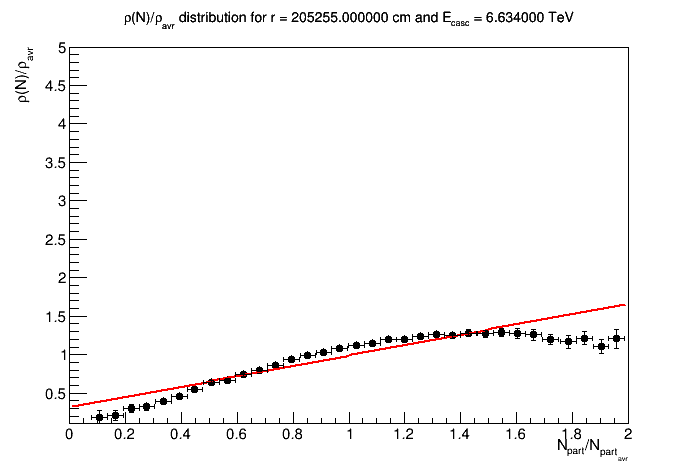 ρ(N)/ρavr distribution for r = 205255.000000 cm and Ecasc = 6.634000 TeV
ρ(N)/ρavr
5
4.5
4
3.5
3
2.5
2
1.5
1
0.5
0 0.2 0.4 0.6 0.8 1 1.2 1.4 1.6 1.8 2
Npart/Npartavr